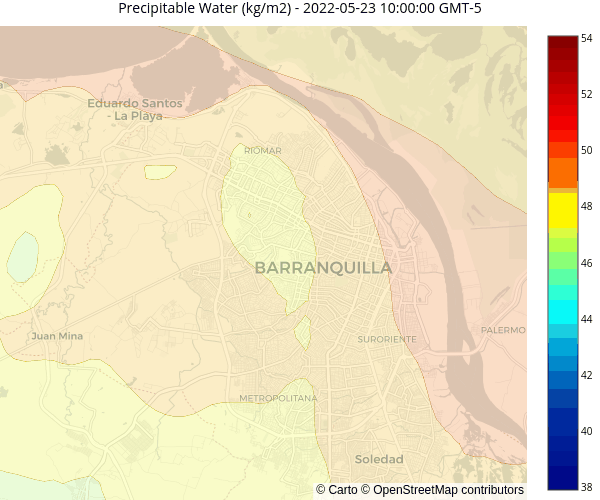 Precipitable Water (kg/m2) - 2022-05-23 10:00:00 GMT-5
Eduardo Santos
- La Playa
RIOMAR
BARRANQUILLA
Juan Mina
SURORIENTE
PALERMO
METROPOLITANA
Soledad
© Carto © OpenStreetMap contributors
54
52
50
48
46
44
42
40
38